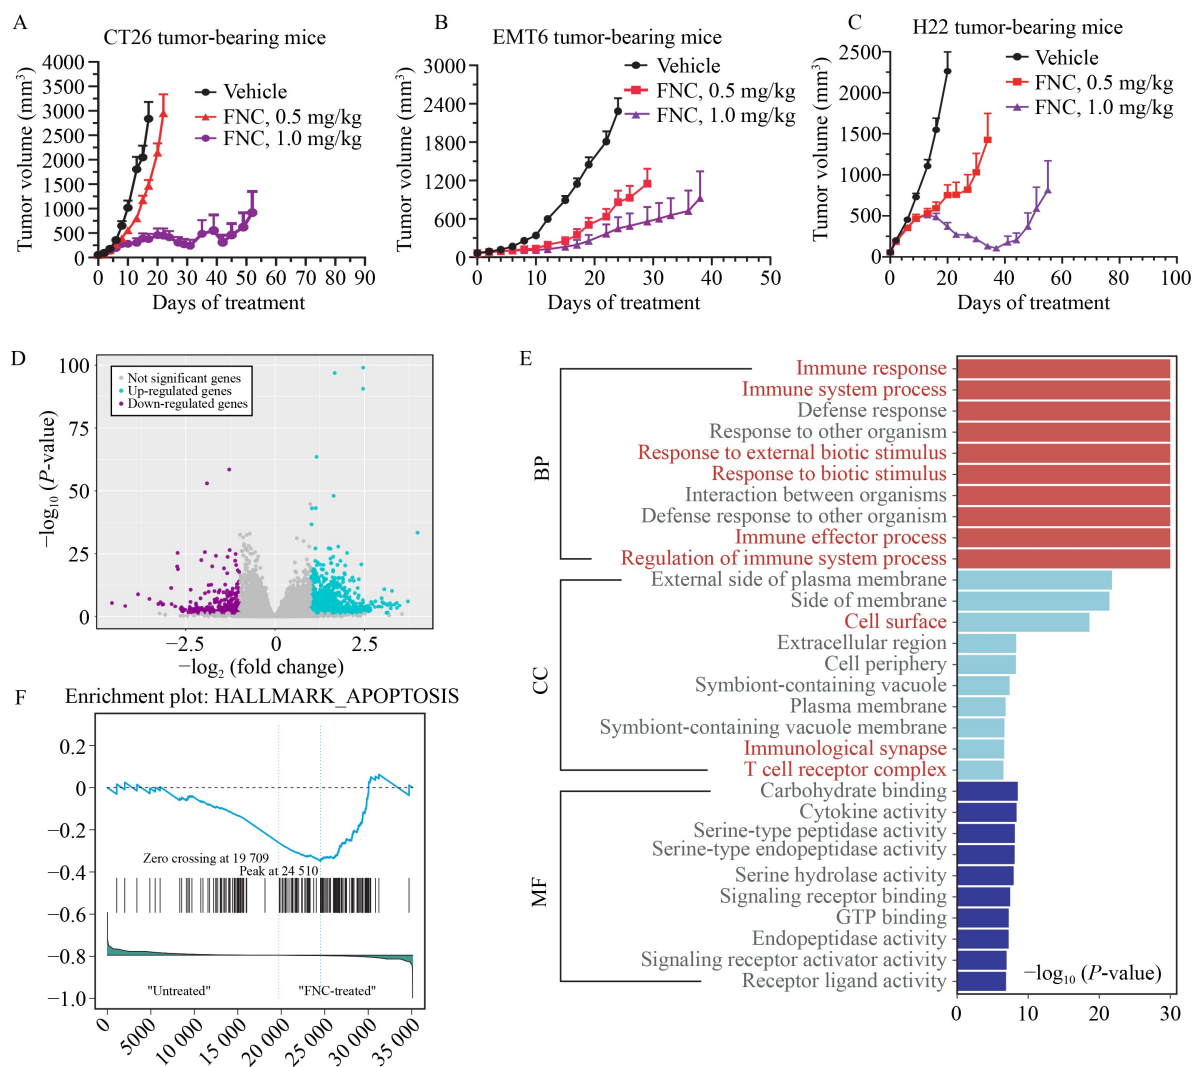 A
CT26 tumor-bearing mice
Tumor volume (mm³)
4000
3500
3000
2500
2000
1500
1000
500
0
Vehicle
FNC, 0.5 mg/kg
FNC, 1.0 mg/kg
0 10 20 30 40 50 60 70 80 90
Days of treatment
B
EMT6 tumor-bearing mice
Tumor volume (mm³)
3000
2400
1800
1200
600
0
Vehicle
FNC, 0.5 mg/kg
FNC, 1.0 mg/kg
0 10 20 30 40 50
Days of treatment
C
H22 tumor-bearing mice
Tumor volume (mm³)
2500
2000
1500
1000
500
0
Vehicle
FNC, 0.5 mg/kg
FNC, 1.0 mg/kg
0 20 40 60 80 100
Days of treatment
D
−log₁₀ (P-value)
100
75
50
25
0
Not significant genes
Up-regulated genes
Down-regulated genes
−2.5 0 2.5
−log₂ (fold change)
E
BP
Immune response
Immune system process
Defense response
Response to other organism
Response to external biotic stimulus
Response to biotic stimulus
Interaction between organisms
Defense response to other organism
Immune effector process
Regulation of immune system process
CC
External side of plasma membrane
Side of membrane
Cell surface
Extracellular region
Cell periphery
Symbiont-containing vacuole
Plasma membrane
Symbiont-containing vacuole membrane
Immunological synapse
T cell receptor complex
MF
Carbohydrate binding
Cytokine activity
Serine-type peptidase activity
Serine-type endopeptidase activity
Serine hydrolase activity
Signaling receptor binding
GTP binding
Endopeptidase activity
Signaling receptor activator activity
Receptor ligand activity
−log₁₀ (P-value)
0 10 20 30
F
Enrichment plot: HALLMARK_APOPTOSIS
0.2
0
−0.2
−0.4
−0.6
−0.8
−1.0
Zero crossing at 19 709
Peak at 24 510
"Untreated" "FNC-treated"
0 5000 10 000 15 000 20 000 25 000 30 000 35 000